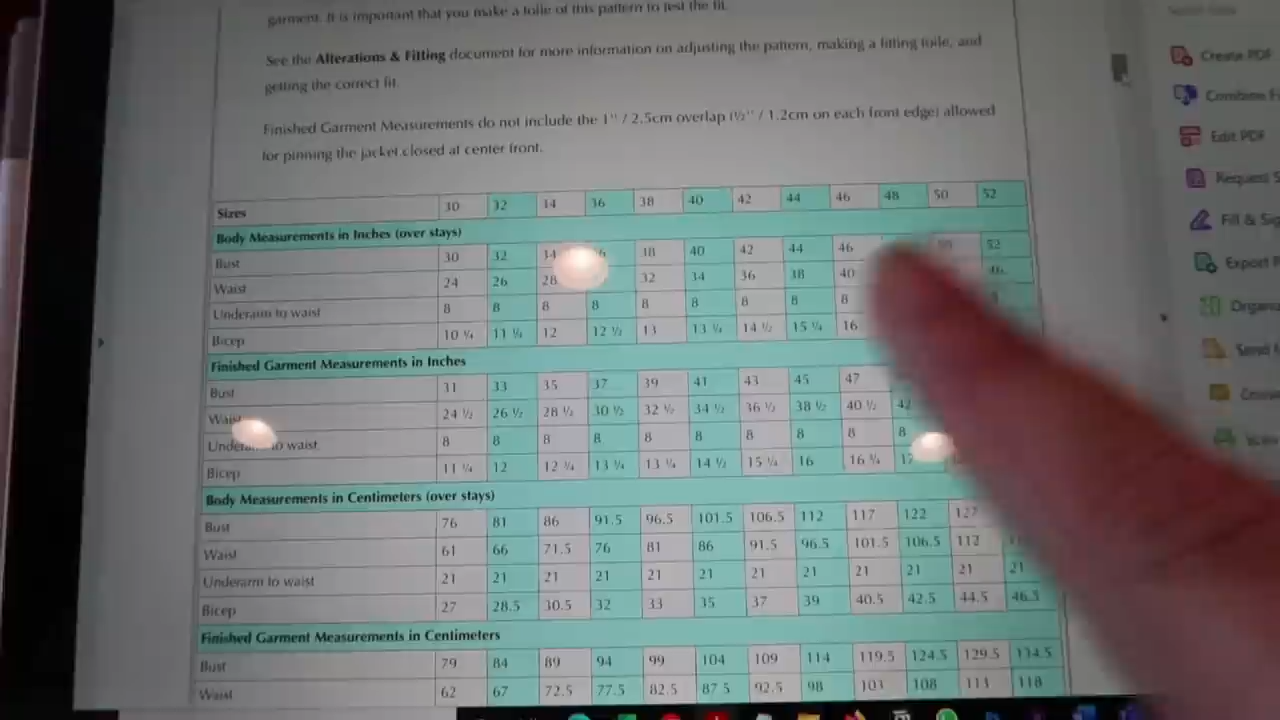 garment. It is important that you make a toile of this pattern to test the fit.
See the Alterations & Fitting document for more information on adjusting the pattern, making a fitting toile, and
getting the correct fit.
Finished Garment Measurements do not include the 1" / 2.5cm overlap (½" / 1.2cm on each front edge) allowed
for pinning the jacket closed at center front.
Sizes 30 32 34 36 38 40 42 44 46 48 50 52
Body Measurements in Inches (over stays)
Bust 30 32 34 38 40 42 44 46 52
Waist 24 26 28 32 34 36 38 40 46
Underarm to waist 8 8 8 8 8 8 8 8 8
Bicep 10 ¼ 11 ¼ 12 12 ½ 13 13 ¼ 14 ½ 15 ¼ 16
Finished Garment Measurements in Inches
Bust 31 33 35 37 39 41 43 45 47
Waist 24 ½ 26 ½ 28 ½ 30 ½ 32 ½ 34 ½ 36 ½ 38 ½ 40 ½ 42
to waist 8 8 8 8 8 8 8 8 8 8
Bicep 11 ¼ 12 12 ¼ 13 ¼ 13 ¼ 14 ½ 15 ¼ 16 16 ¼
Body Measurements in Centimeters (over stays)
Bust 76 81 86 91.5 96.5 101.5 106.5 112 117 122 127
Waist 61 66 71.5 76 81 86 91.5 96.5 101.5 106.5 112
Underarm to waist 21 21 21 21 21 21 21 21 21 21 21 21
Bicep 27 28.5 30.5 32 33 35 37 39 40.5 42.5 44.5 46.5
Finished Garment Measurements in Centimeters
Bust 79 84 89 94 99 104 109 114 119.5 124.5 129.5 134.5
Waist 62 67 72.5 77.5 82.5 87.5 92.5 98 103 108 113 118
Create PDF
Combine
Edit PDF
Request
Fill &
Export